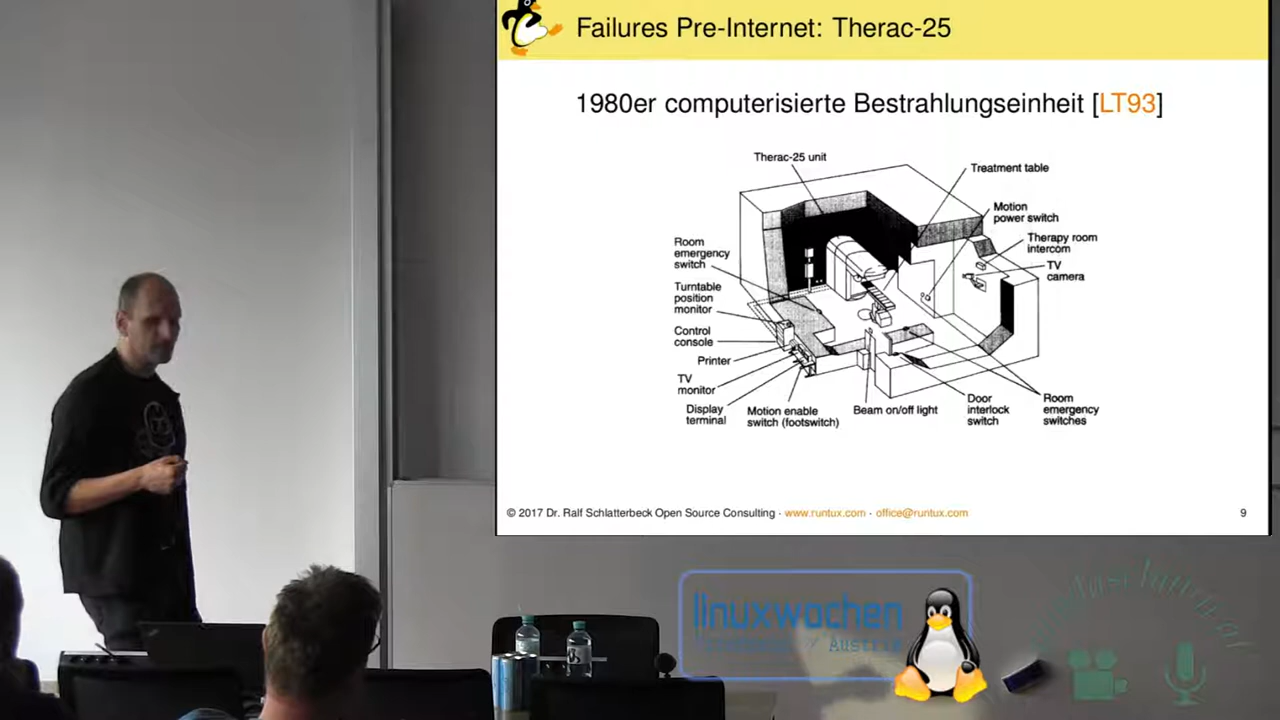 Failures Pre-Internet: Therac-25
1980er computerisierte Bestrahlungseinheit [LT93]
Therac-25 unit
Treatment table
Motion
power switch
Room
emergency
switch
Therapy room
intercom
TV
camera
Turntable
position
monitor
Control
console
Printer
TV
monitor
Display
terminal
Motion enable
switch (footswitch)
Beam on/off light
Door
interlock
switch
Room
emergency
switches
© 2017 Dr. Ralf Schlatterbeck Open Source Consulting · www.runtux.com · office@runtux.com
9
linuxwochen
Austria